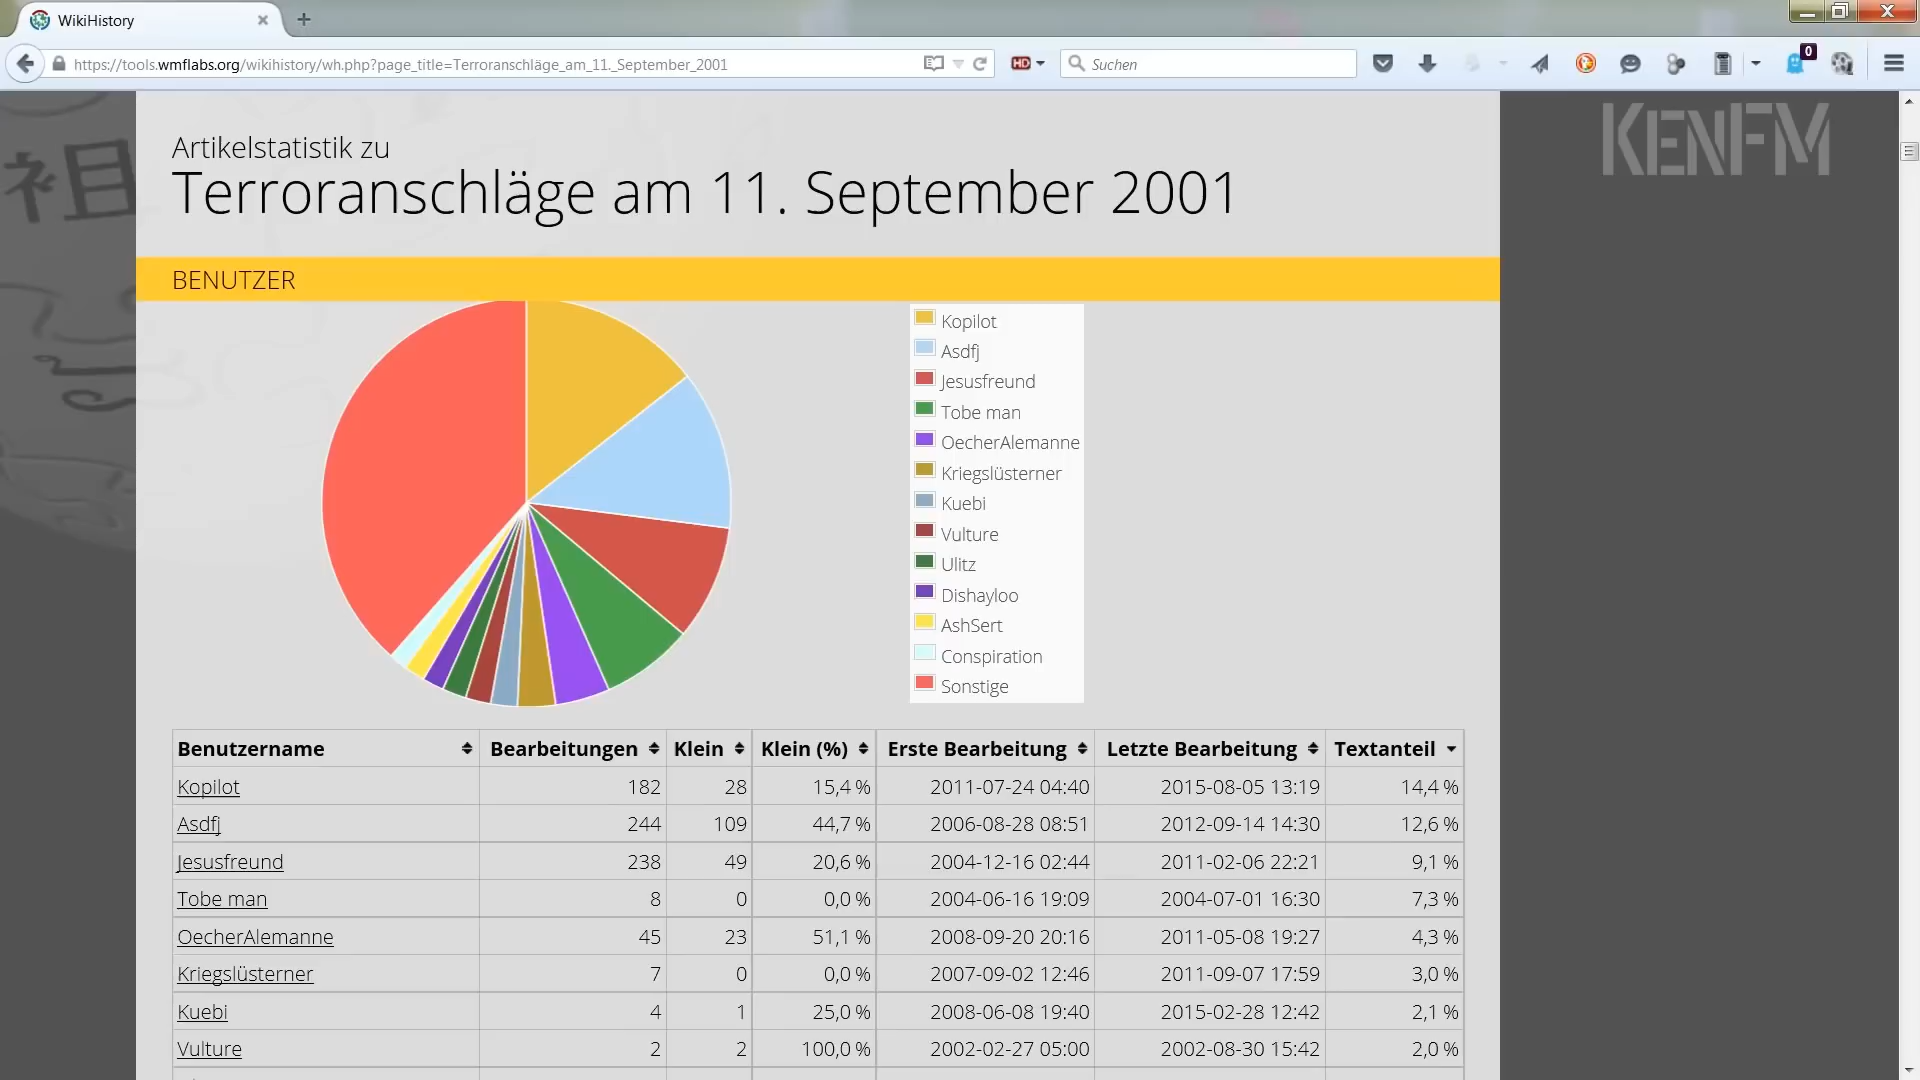 WikiHistory
https://tools.wmflabs.org/wikihistory/wh.php?page_title=Terroranschläge_am_11._September_2001
HD
Suchen
0
祖
KENFM
Artikelstatistik zu
Terroranschläge am 11. September 2001
BENUTZER
Kopilot
Asdfj
Jesusfreund
Tobe man
OecherAlemanne
Kriegslüsterner
Kuebi
Vulture
Ulitz
Dishayloo
AshSert
Conspiration
Sonstige
Benutzername Bearbeitungen Klein Klein (%) Erste Bearbeitung Letzte Bearbeitung Textanteil
Kopilot 182 28 15,4 % 2011-07-24 04:40 2015-08-05 13:19 14,4 %
Asdfj 244 109 44,7 % 2006-08-28 08:51 2012-09-14 14:30 12,6 %
Jesusfreund 238 49 20,6 % 2004-12-16 02:44 2011-02-06 22:21 9,1 %
Tobe man 8 0 0,0 % 2004-06-16 19:09 2004-07-01 16:30 7,3 %
OecherAlemanne 45 23 51,1 % 2008-09-20 20:16 2011-05-08 19:27 4,3 %
Kriegslüsterner 7 0 0,0 % 2007-09-02 12:46 2011-09-07 17:59 3,0 %
Kuebi 4 1 25,0 % 2008-06-08 19:40 2015-02-28 12:42 2,1 %
Vulture 2 2 100,0 % 2002-02-27 05:00 2002-08-30 15:42 2,0 %